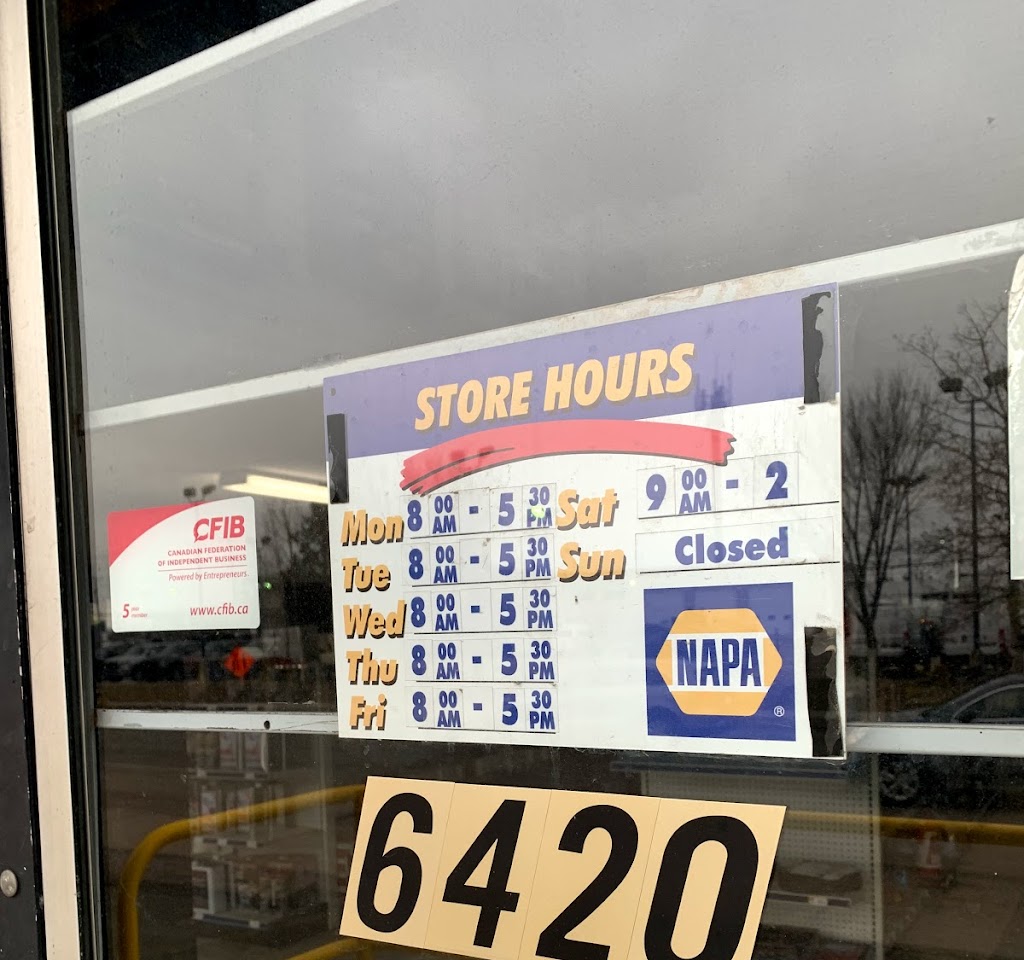 STORE HOURS
Mon 8 00 AM - 5 30 PM
Tue 8 00 AM - 5 30 PM
Wed 8 00 AM - 5 30 PM
Thu 8 00 AM - 5 30 PM
Fri 8 00 AM - 5 30 PM
Sat 9 00 AM - 2
Sun Closed
NAPA ®
CFIB
CANADIAN FEDERATION
OF INDEPENDENT BUSINESS
Powered by Entrepreneurs.
5
www.cfib.ca
6420